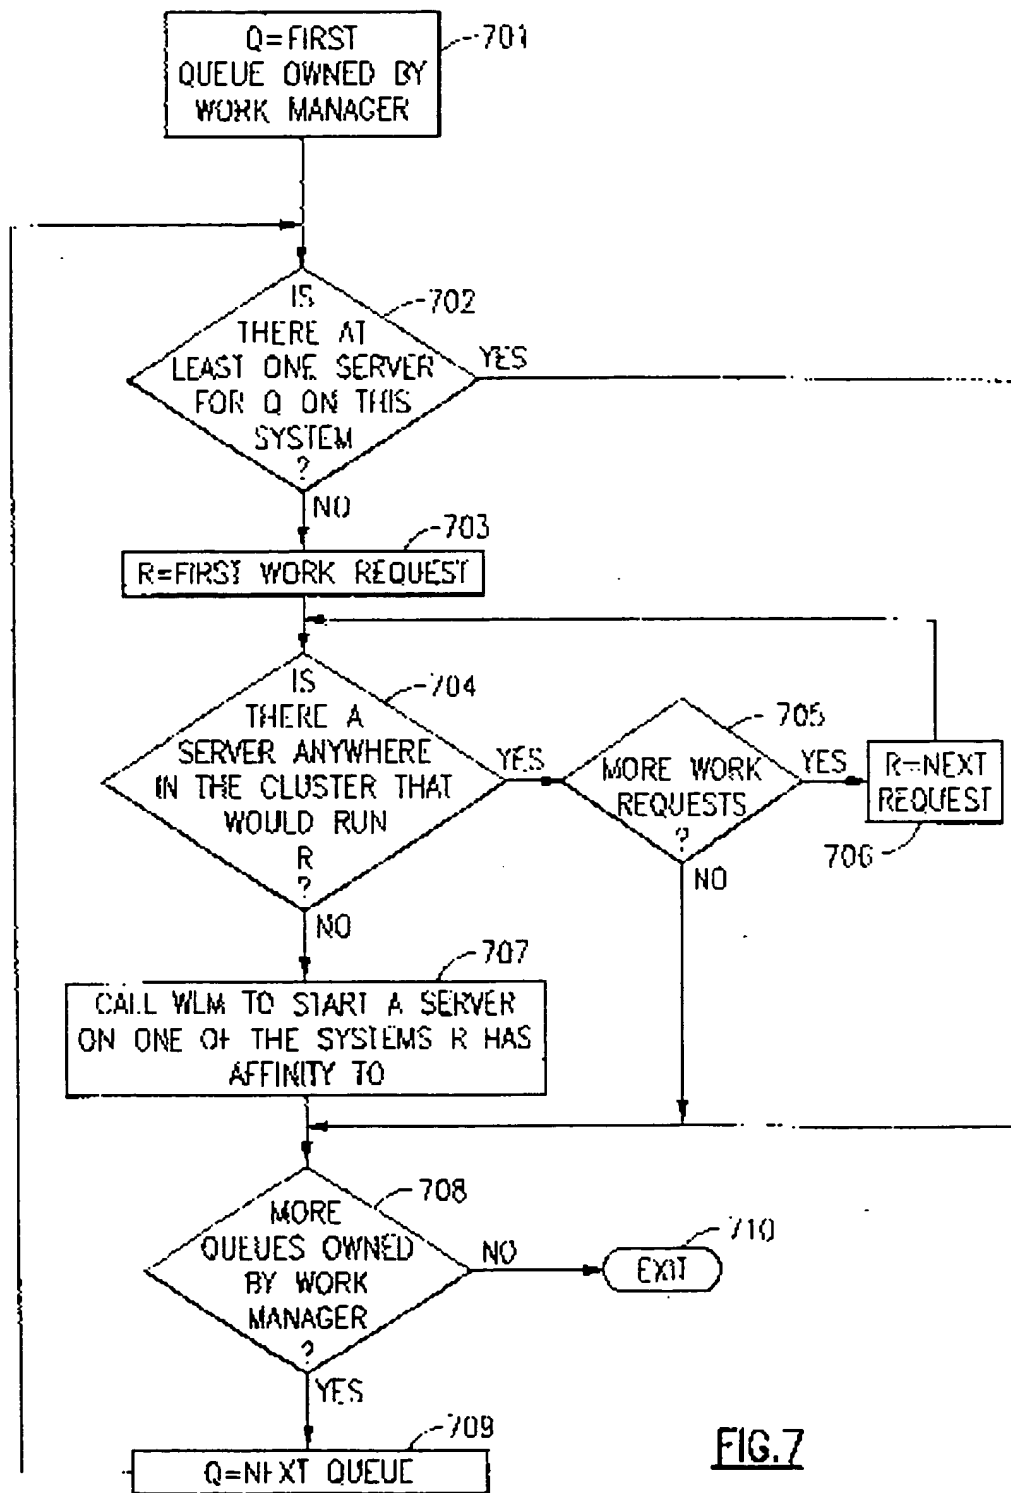 Q=FIRST
QUEUE OWNED BY
WORK MANAGER
701
IS
THERE AT
LEAST ONE SERVER
FOR Q ON THIS
SYSTEM
?
702
YES
NO
703
R=FIRST WORK REQUEST
IS
THERE A
SERVER ANYWHERE
IN THE CLUSTER THAT
WOULD RUN
R
?
704
YES
MORE WORK
REQUESTS
?
705
YES
R=NEXT
REQUEST
706
NO
NO
707
CALL WLM TO START A SERVER
ON ONE OF THE SYSTEMS R HAS
AFFINITY TO
MORE
QUEUES OWNED
BY WORK
MANAGER
?
708
NO
EXIT
710
YES
709
Q=NEXT QUEUE
FIG.7